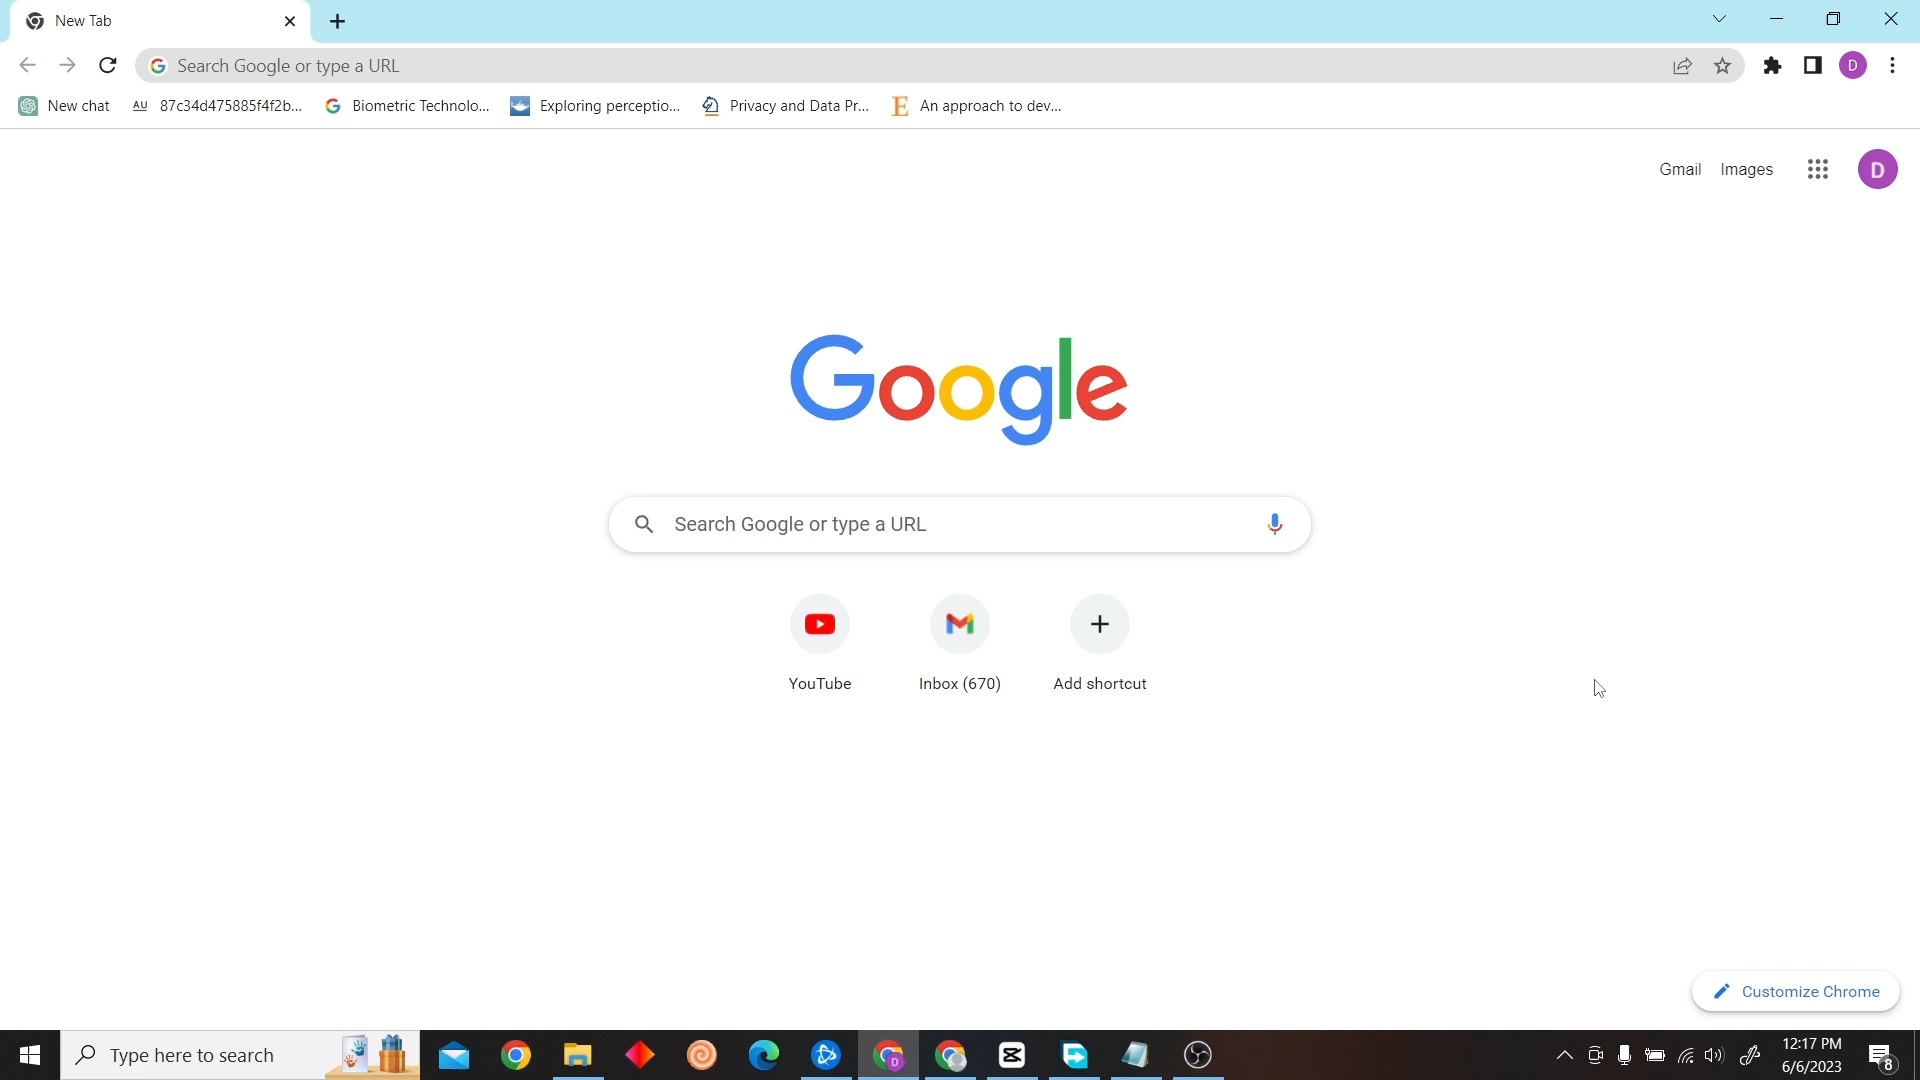 New Tab
Search Google or type a URL
New chat
AU 87c34d475885f4f2b...
Biometric Technolo...
Exploring perceptio...
Privacy and Data Pr...
E An approach to dev...
D
Gmail Images D
Google
Search Google or type a URL
YouTube Inbox (670) Add shortcut
Customize Chrome
Type here to search
D
12:17 PM
6/6/2023
8